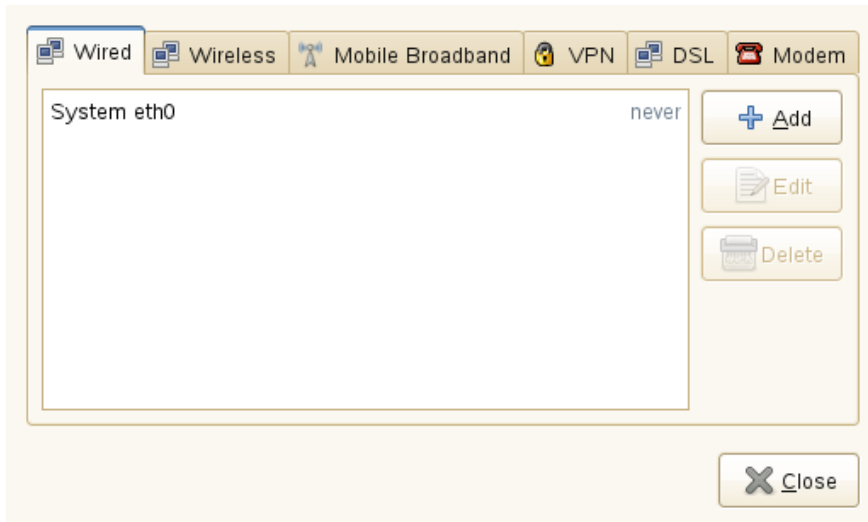 Wired Wireless Mobile Broadband VPN DSL Modem
System eth0 never
Add
Edit
Delete
Close